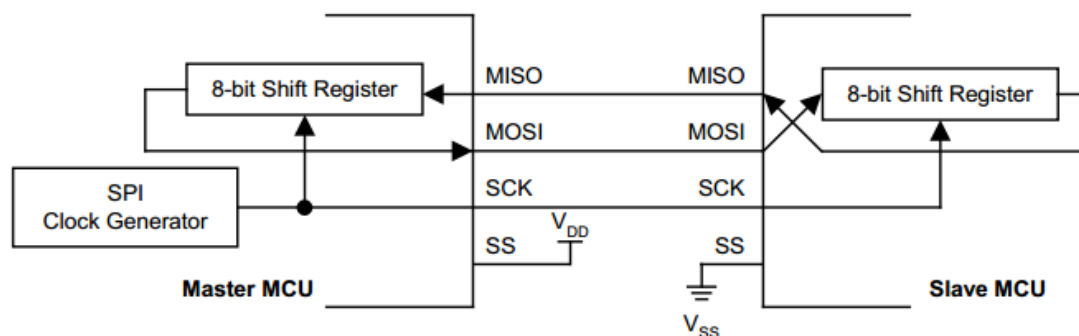 MISO MISO
8-bit Shift Register 8-bit Shift Register
MOSI MOSI
SPI
Clock Generator
SCK SCK
VDD
SS SS
Master MCU Slave MCU
VSS